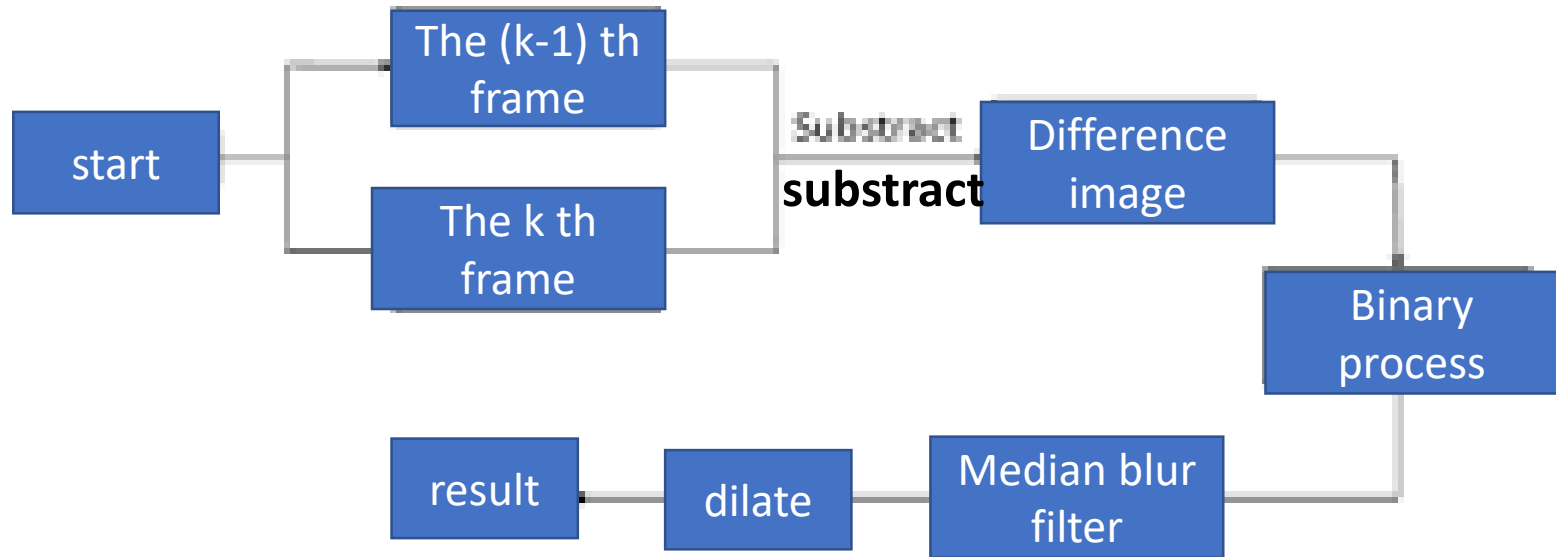 start
The (k-1) th
frame
The k th
frame
Substract
substract
Difference
image
Binary
process
Median blur
filter
dilate
result